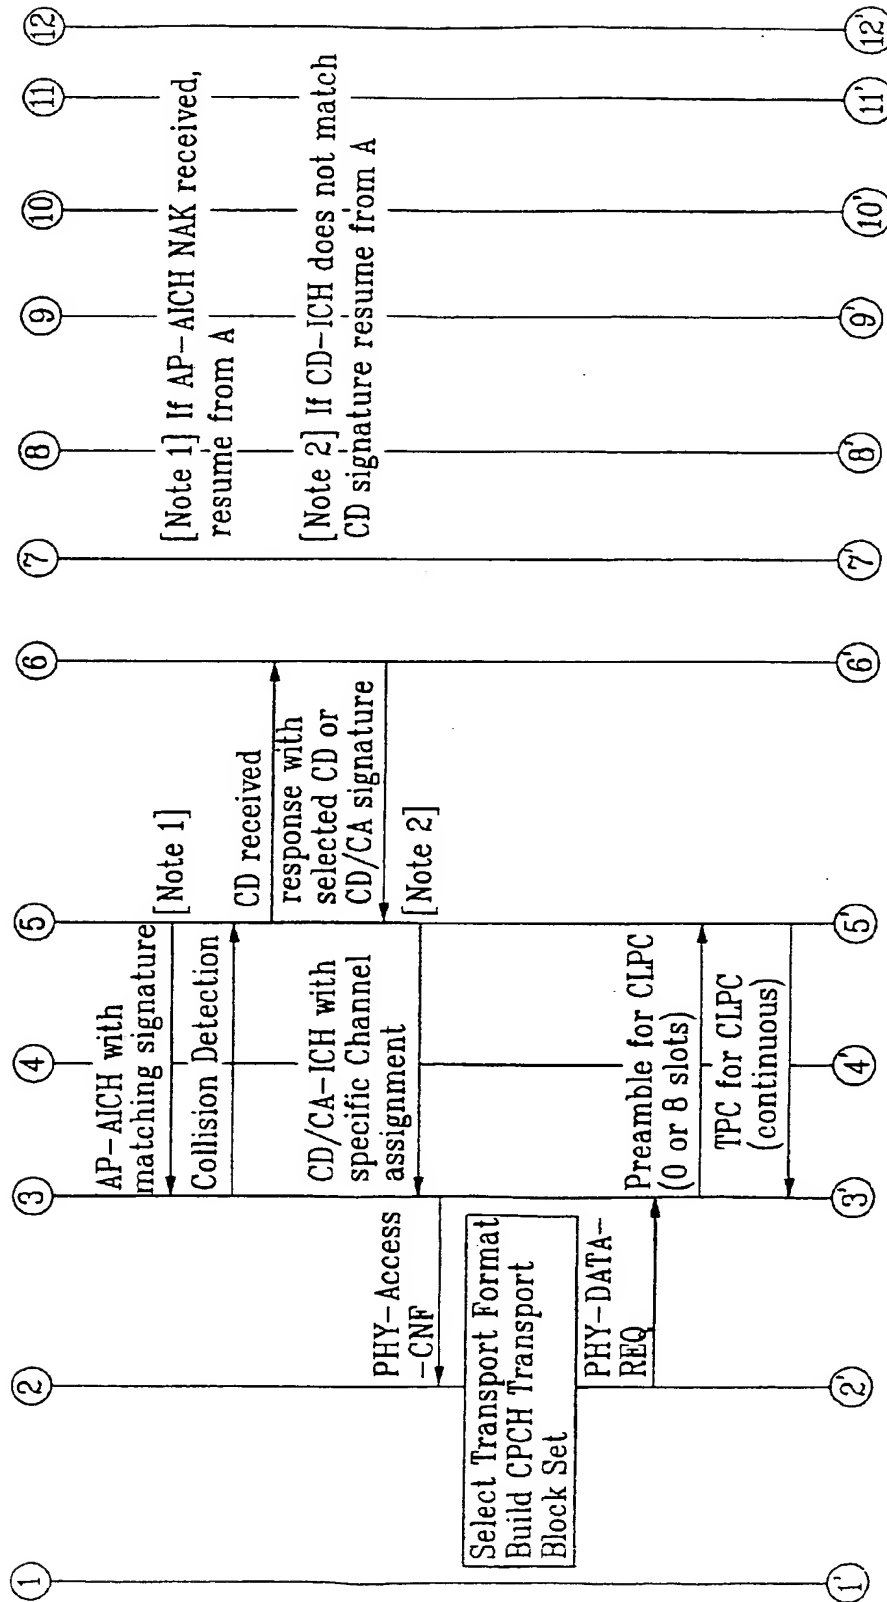 1
2
3
4
5
6
7
8
9
10
11
12
AP-AICH with
matching signature
[Note 1]
[Note 1] If AP-AICH NAK received,
resume from A
Collision Detection
CD received
response with
selected CD or
CD/CA signature
[Note 2]
[Note 2] If CD-ICH does not match
CD signature resume from A
CD/CA-ICH with
specific Channel
assignment
PHY-Access
-CNF
Select Transport Format
Build CPCH Transport
Block Set
PHY-DATA-
REQ
Preamble for CLPC
(0 or 8 slots)
TPC for CLPC
(continuous)
1'
2'
3'
4'
5'
6'
7'
8'
9'
10'
11'
12'